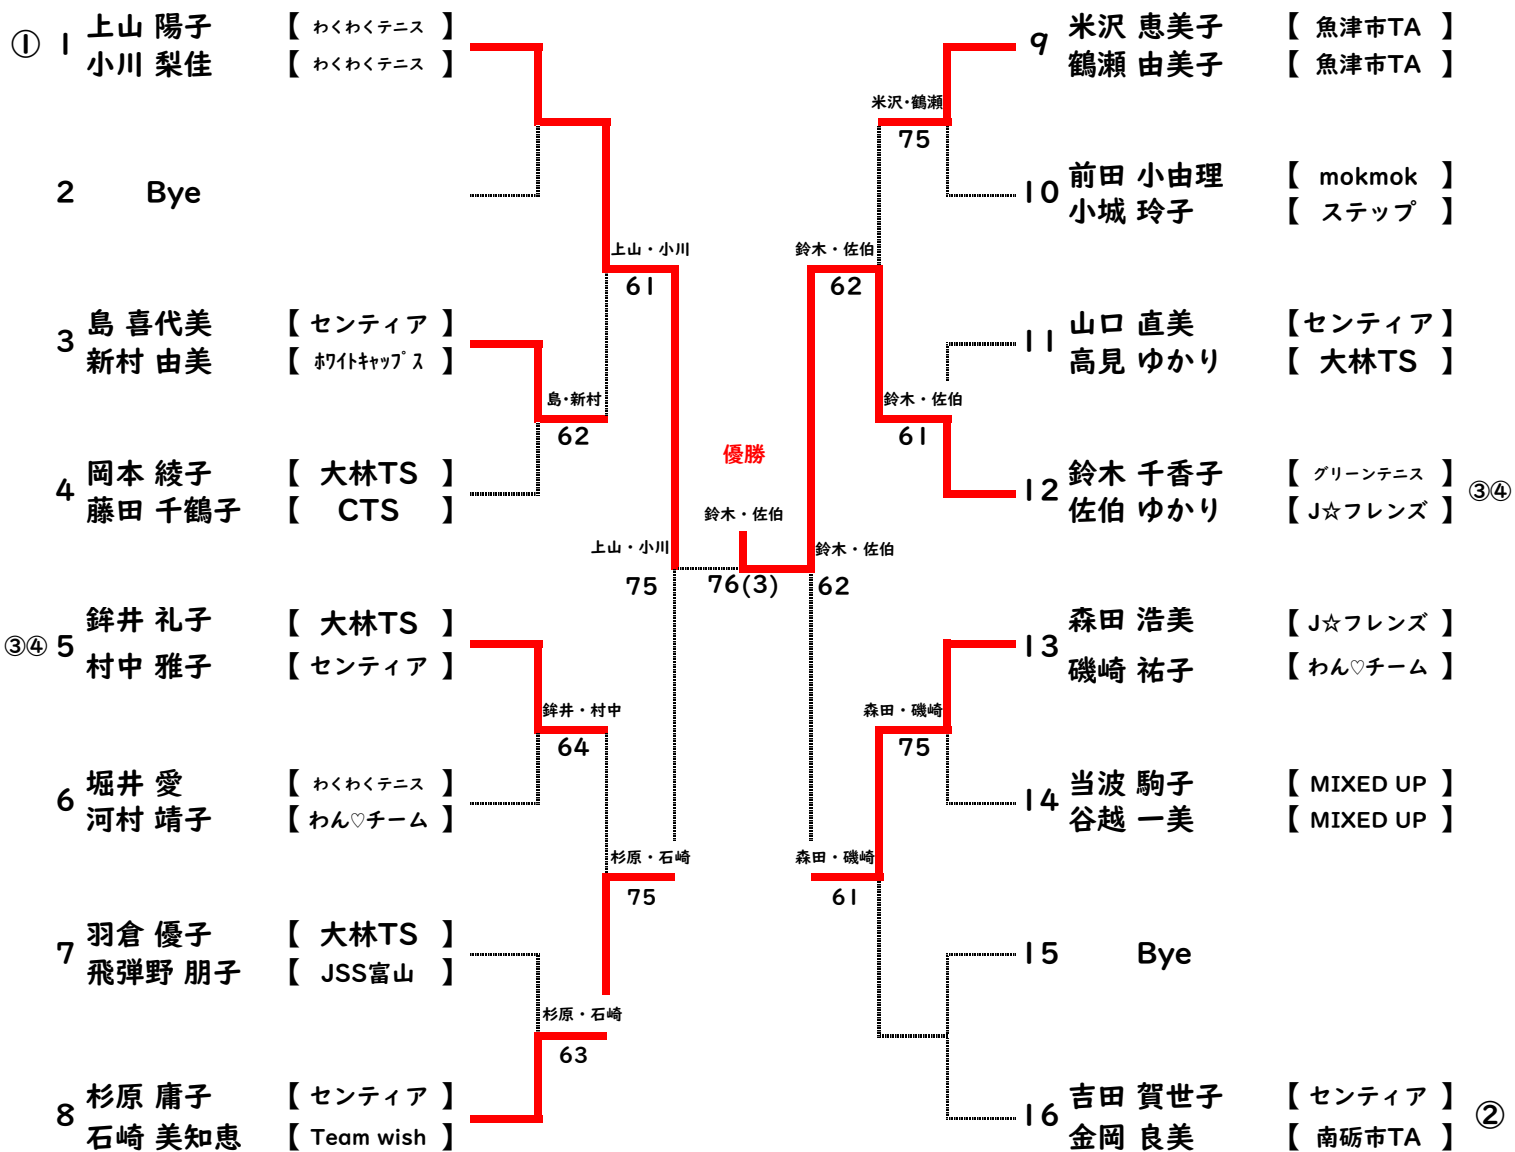 ① 1 上山 陽子 【 わくわくテニス 】
小川 梨佳 【 わくわくテニス 】
2 Bye
3 島 喜代美 【 センティア 】
新村 由美 【 ﾎﾜｲﾄｷｬｯﾌﾟｽ 】
4 岡本 綾子 【 大林TS 】
藤田 千鶴子 【 CTS 】
③④ 5 鉾井 礼子 【 大林TS 】
村中 雅子 【 センティア 】
6 堀井 愛 【 わくわくテニス 】
河村 靖子 【 わん♡チーム 】
7 羽倉 優子 【 大林TS 】
飛弾野 朋子 【 JSS富山 】
8 杉原 庸子 【 センティア 】
石崎 美知恵 【 Team wish 】
上山・小川
61
島・新村
62
上山・小川
75
鉾井・村中
64
杉原・石崎
75
杉原・石崎
63
優勝
鈴木・佐伯
76(3)
米沢・鶴瀬
75
鈴木・佐伯
62
鈴木・佐伯
61
鈴木・佐伯
62
森田・磯崎
75
森田・磯崎
61
9 米沢 恵美子 【 魚津市TA 】
鶴瀬 由美子 【 魚津市TA 】
10 前田 小由理 【 mokmok 】
小城 玲子 【 ステップ 】
11 山口 直美 【センティア】
高見 ゆかり 【 大林TS 】
12 鈴木 千香子 【 グリーンテニス 】 ③④
佐伯 ゆかり 【 J☆フレンズ 】
13 森田 浩美 【 J☆フレンズ 】
磯崎 祐子 【 わん♡チーム 】
14 当波 駒子 【 MIXED UP 】
谷越 一美 【 MIXED UP 】
15 Bye
16 吉田 賀世子 【 センティア 】 ②
金岡 良美 【 南砺市TA 】